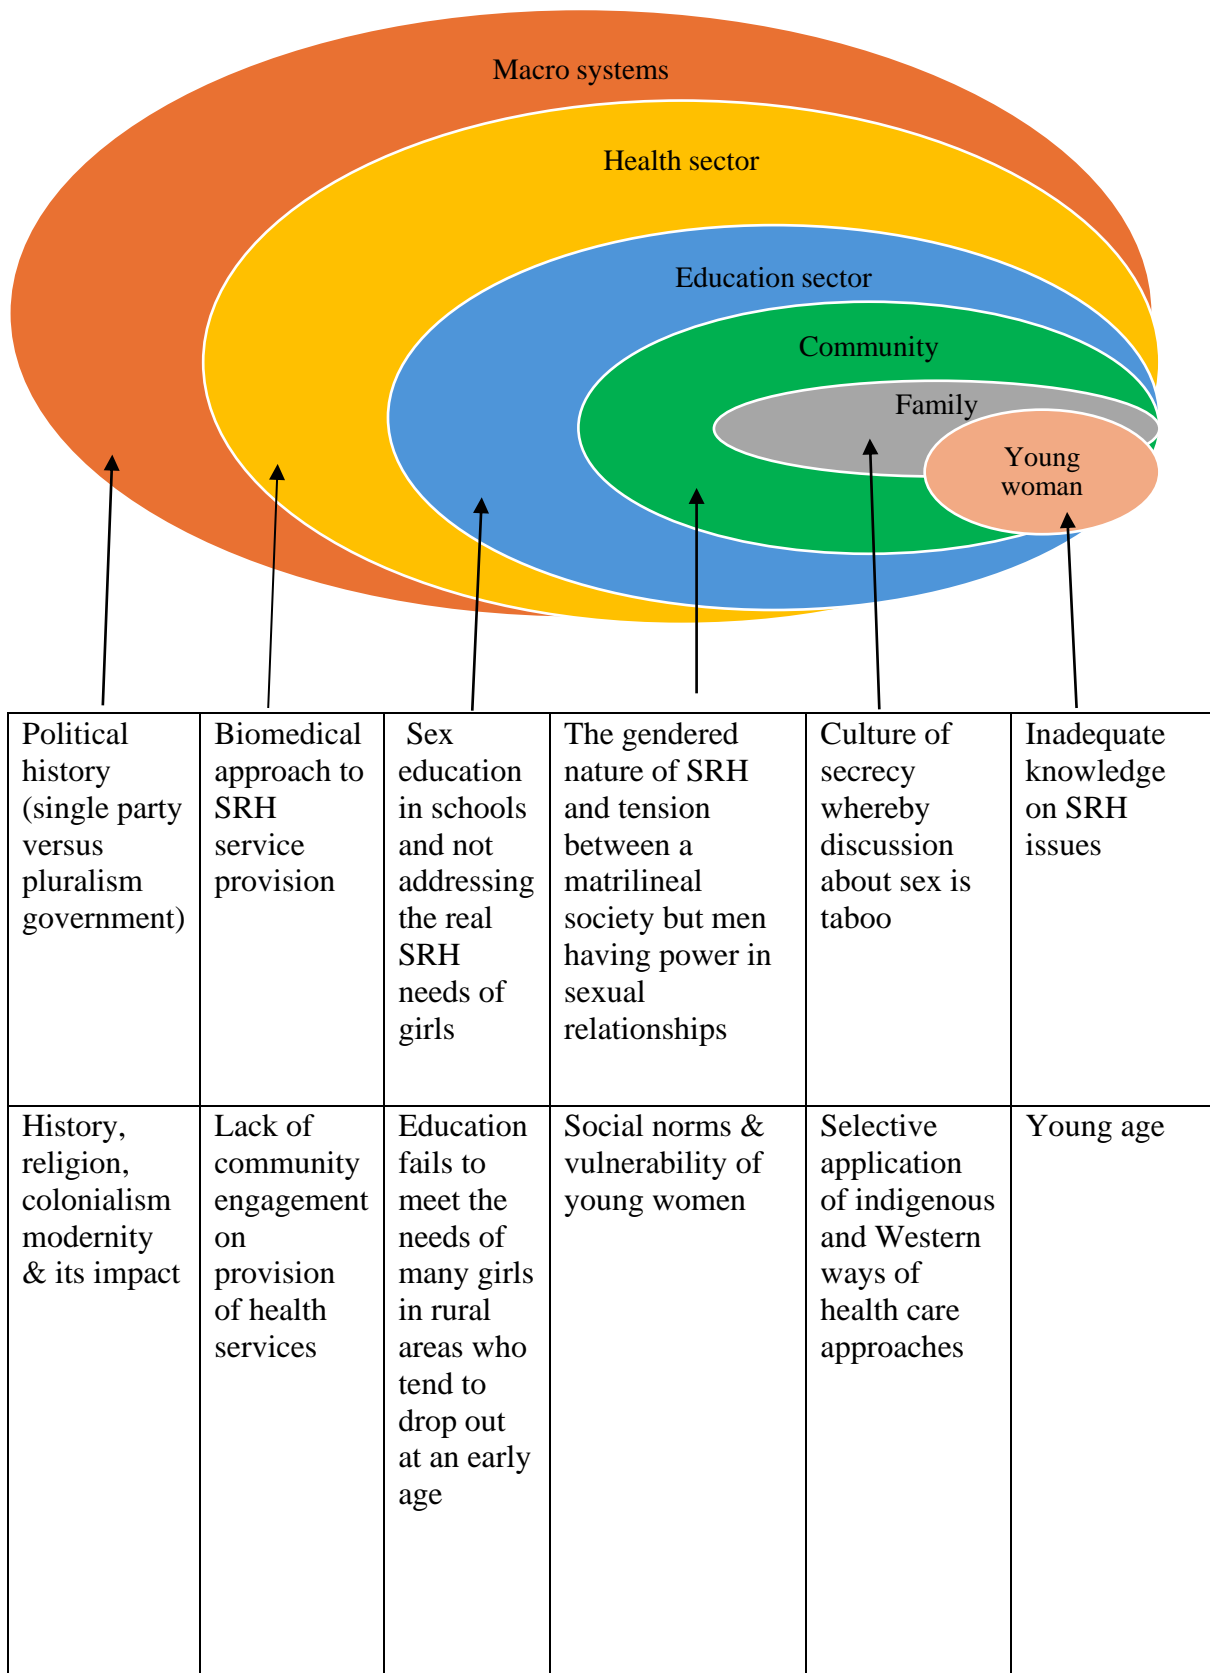 Macro systems
Health sector
Education sector
Community
Family
Young
woman
Political
history
(single party
versus
pluralism
government)
Biomedical
approach to
SRH
service
provision
Sex
education
in schools
and not
addressing
the real
SRH
needs of
girls
The gendered
nature of SRH
and tension
between a
matrilineal
society but men
having power in
sexual
relationships
Culture of
secrecy
whereby
discussion
about sex is
taboo
Inadequate
knowledge
on SRH
issues
History,
religion,
colonialism
modernity
& its impact
Lack of
community
engagement
on
provision
of health
services
Education
fails to
meet the
needs of
many girls
in rural
areas who
tend to
drop out
at an early
age
Social norms &
vulnerability of
young women
Selective
application
of indigenous
and Western
ways of
health care
approaches
Young age